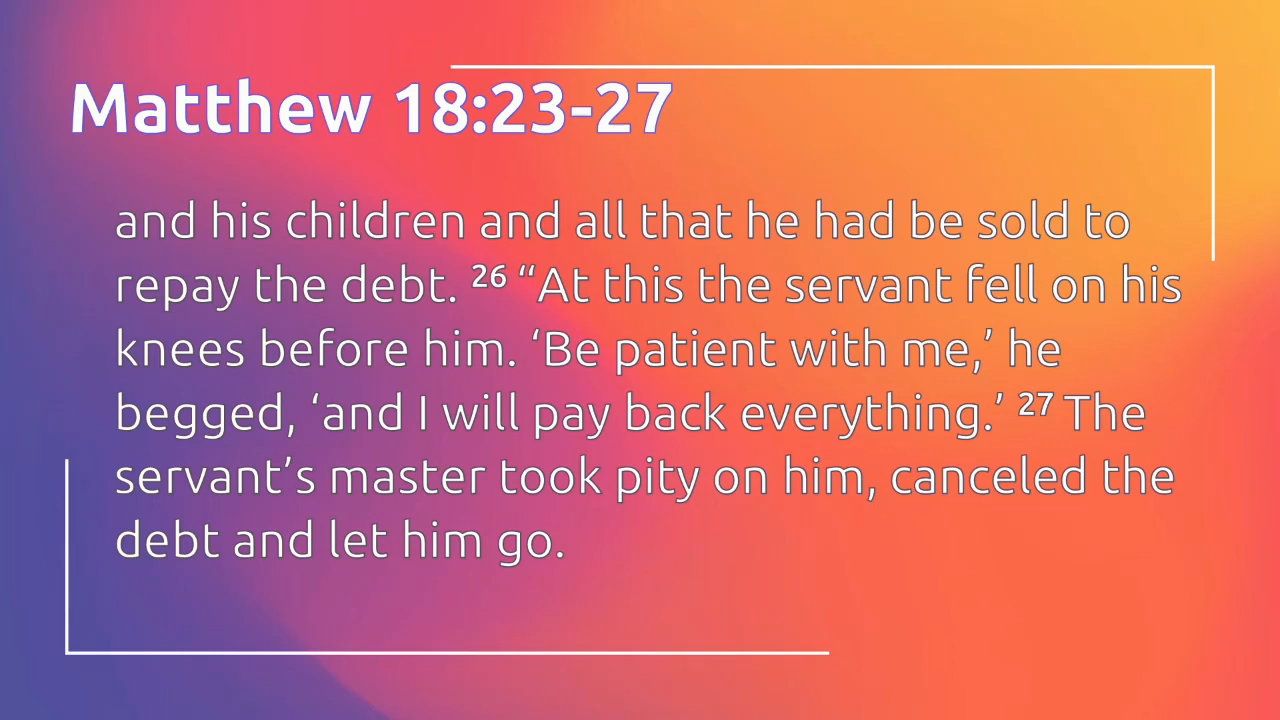 Matthew 18:23-27
and his children and all that he had be sold to
repay the debt. 26 “At this the servant fell on his
knees before him. ‘Be patient with me,’ he
begged, ‘and I will pay back everything.’ 27 The
servant’s master took pity on him, canceled the
debt and let him go.